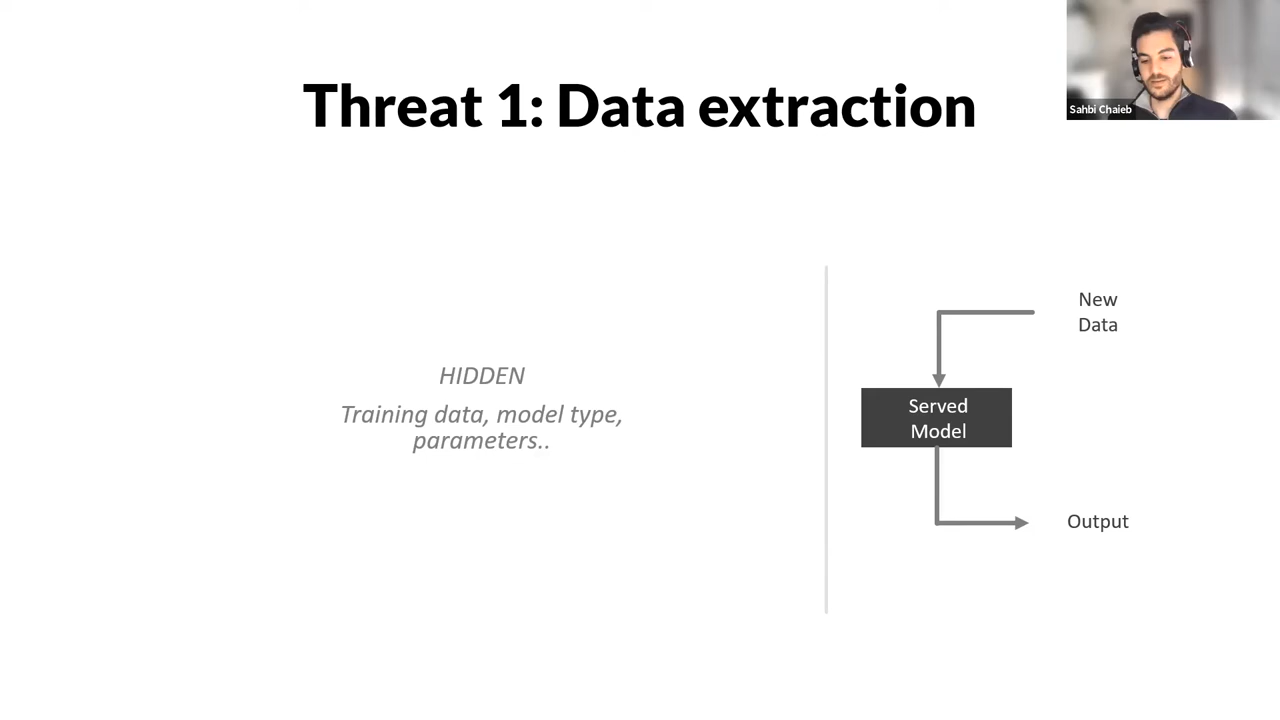 Threat 1: Data extraction
Sahbi Chaieb
HIDDEN
Training data, model type,
parameters..
New
Data
Served
Model
Output